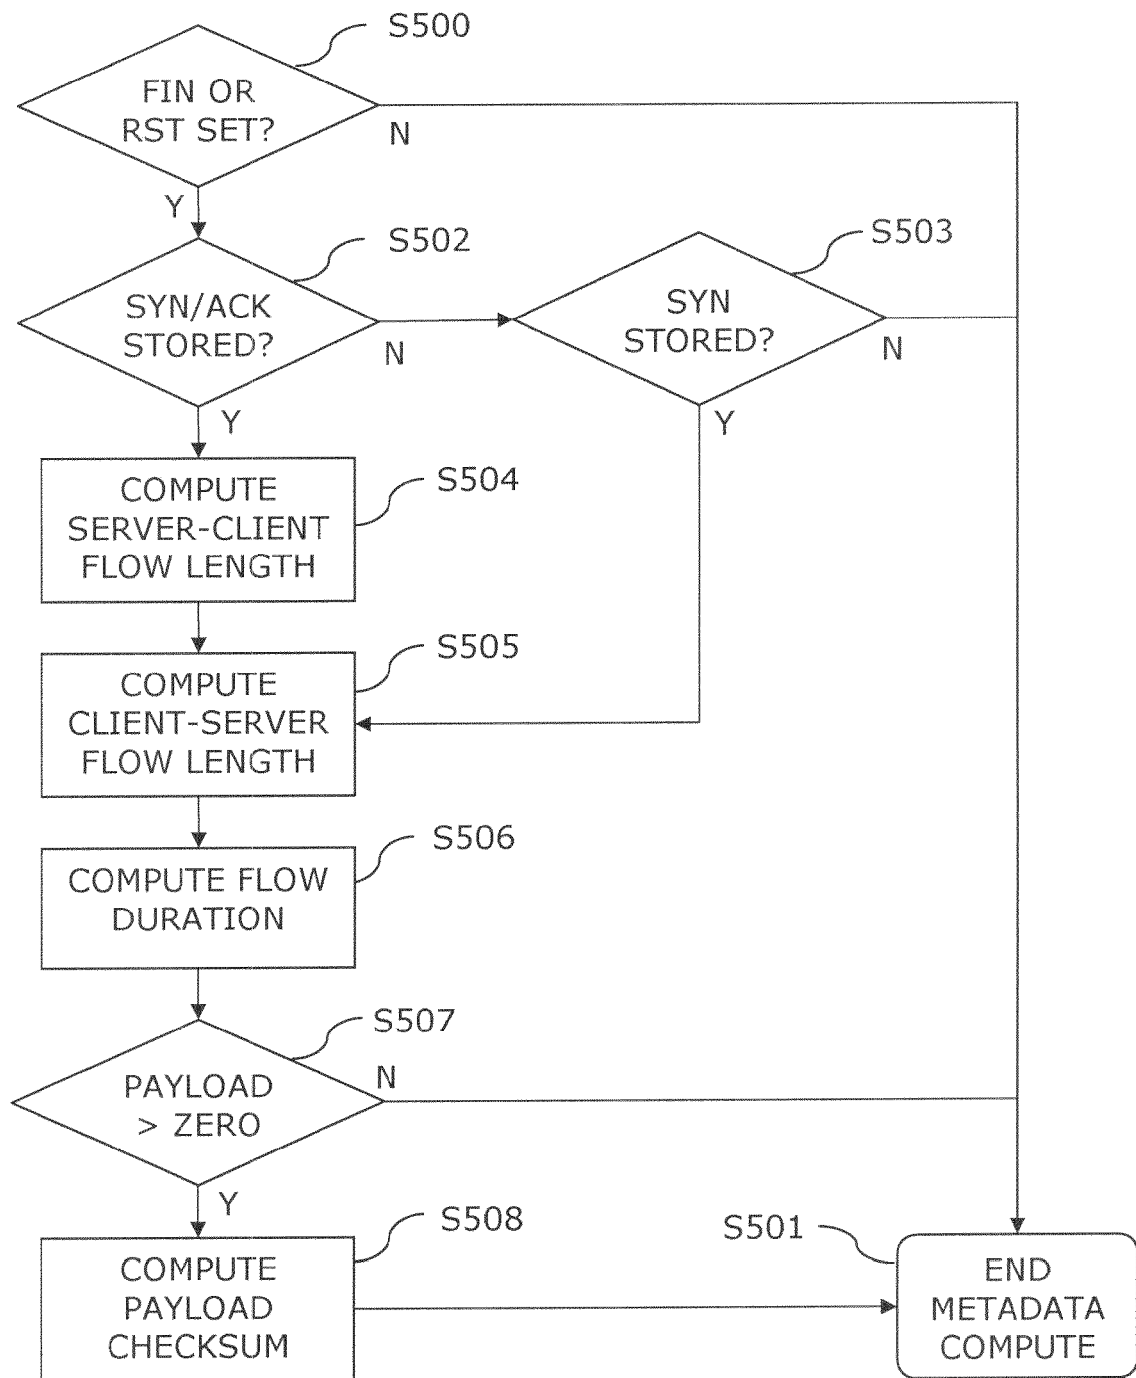 S500
FIN OR
RST SET?
N
Y
S502
S503
SYN/ACK
STORED?
N
SYN
STORED?
N
Y
Y
COMPUTE
SERVER-CLIENT
FLOW LENGTH
S504
S505
COMPUTE
CLIENT-SERVER
FLOW LENGTH
S506
COMPUTE FLOW
DURATION
S507
PAYLOAD
> ZERO
N
Y
S508
COMPUTE
PAYLOAD
CHECKSUM
S501
END
METADATA
COMPUTE